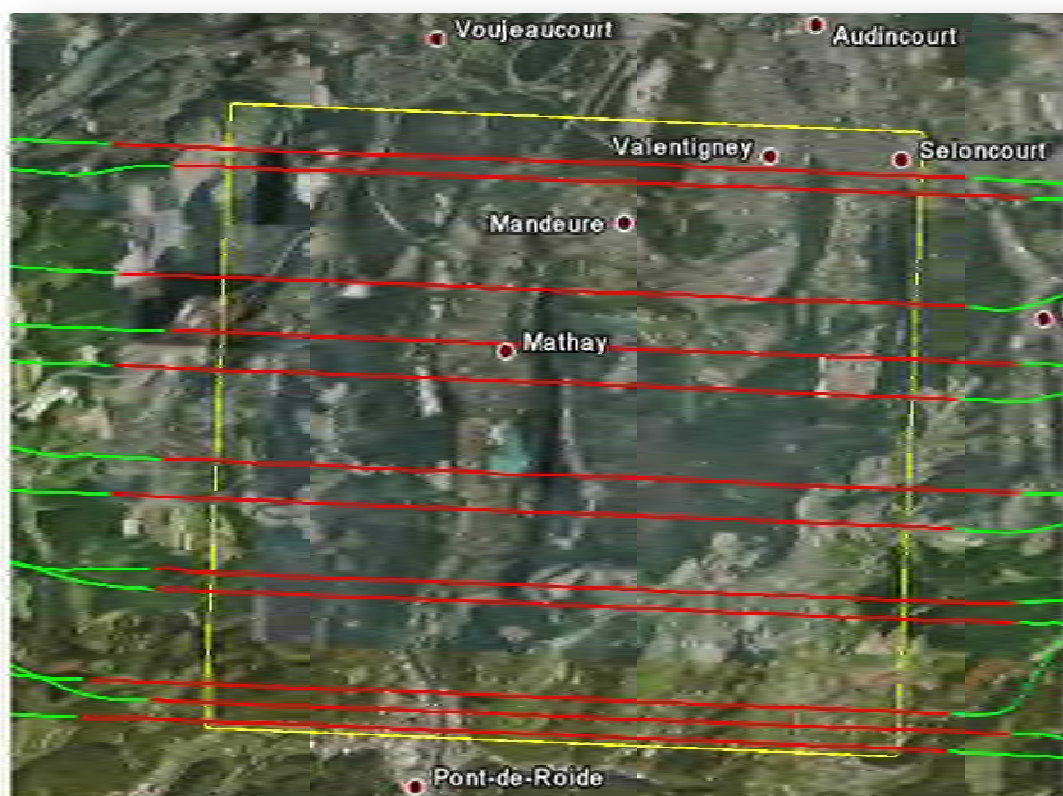 Voujeaucourt
Audincourt
Valentigney
Seloncourt
Mandeure
Mathay
Pont-de-Roide